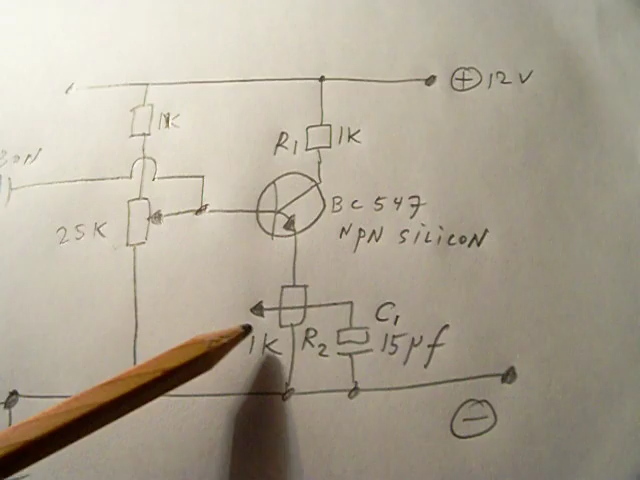 + 12V
1K
R1 1K
BC547
NPN SILICON
25K
C1
15µf
1K R2
-